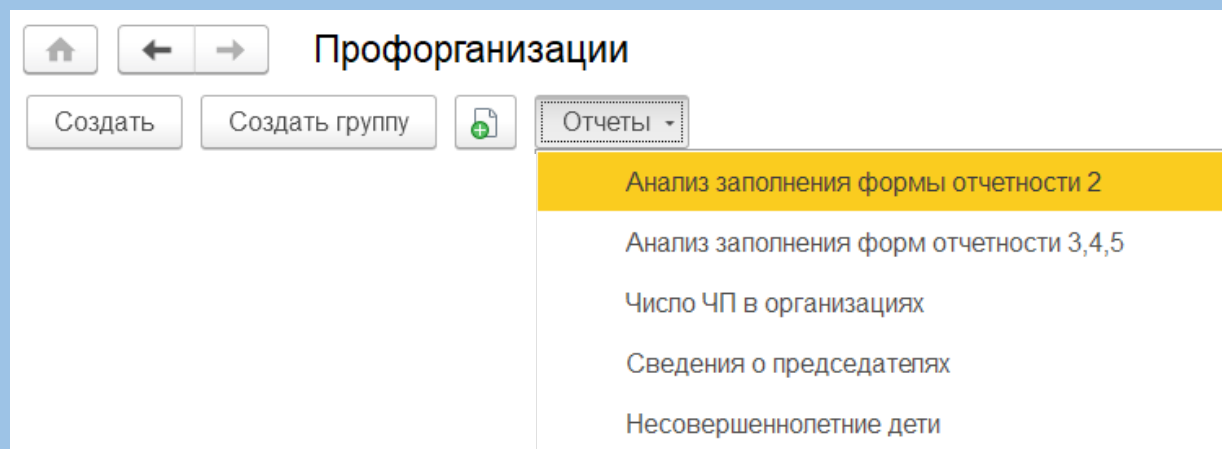 Профорганизации
Создать Создать группу Отчеты
Анализ заполнения формы отчетности 2
Анализ заполнения форм отчетности 3,4,5
Число ЧП в организациях
Сведения о председателях
Несовершеннолетние дети